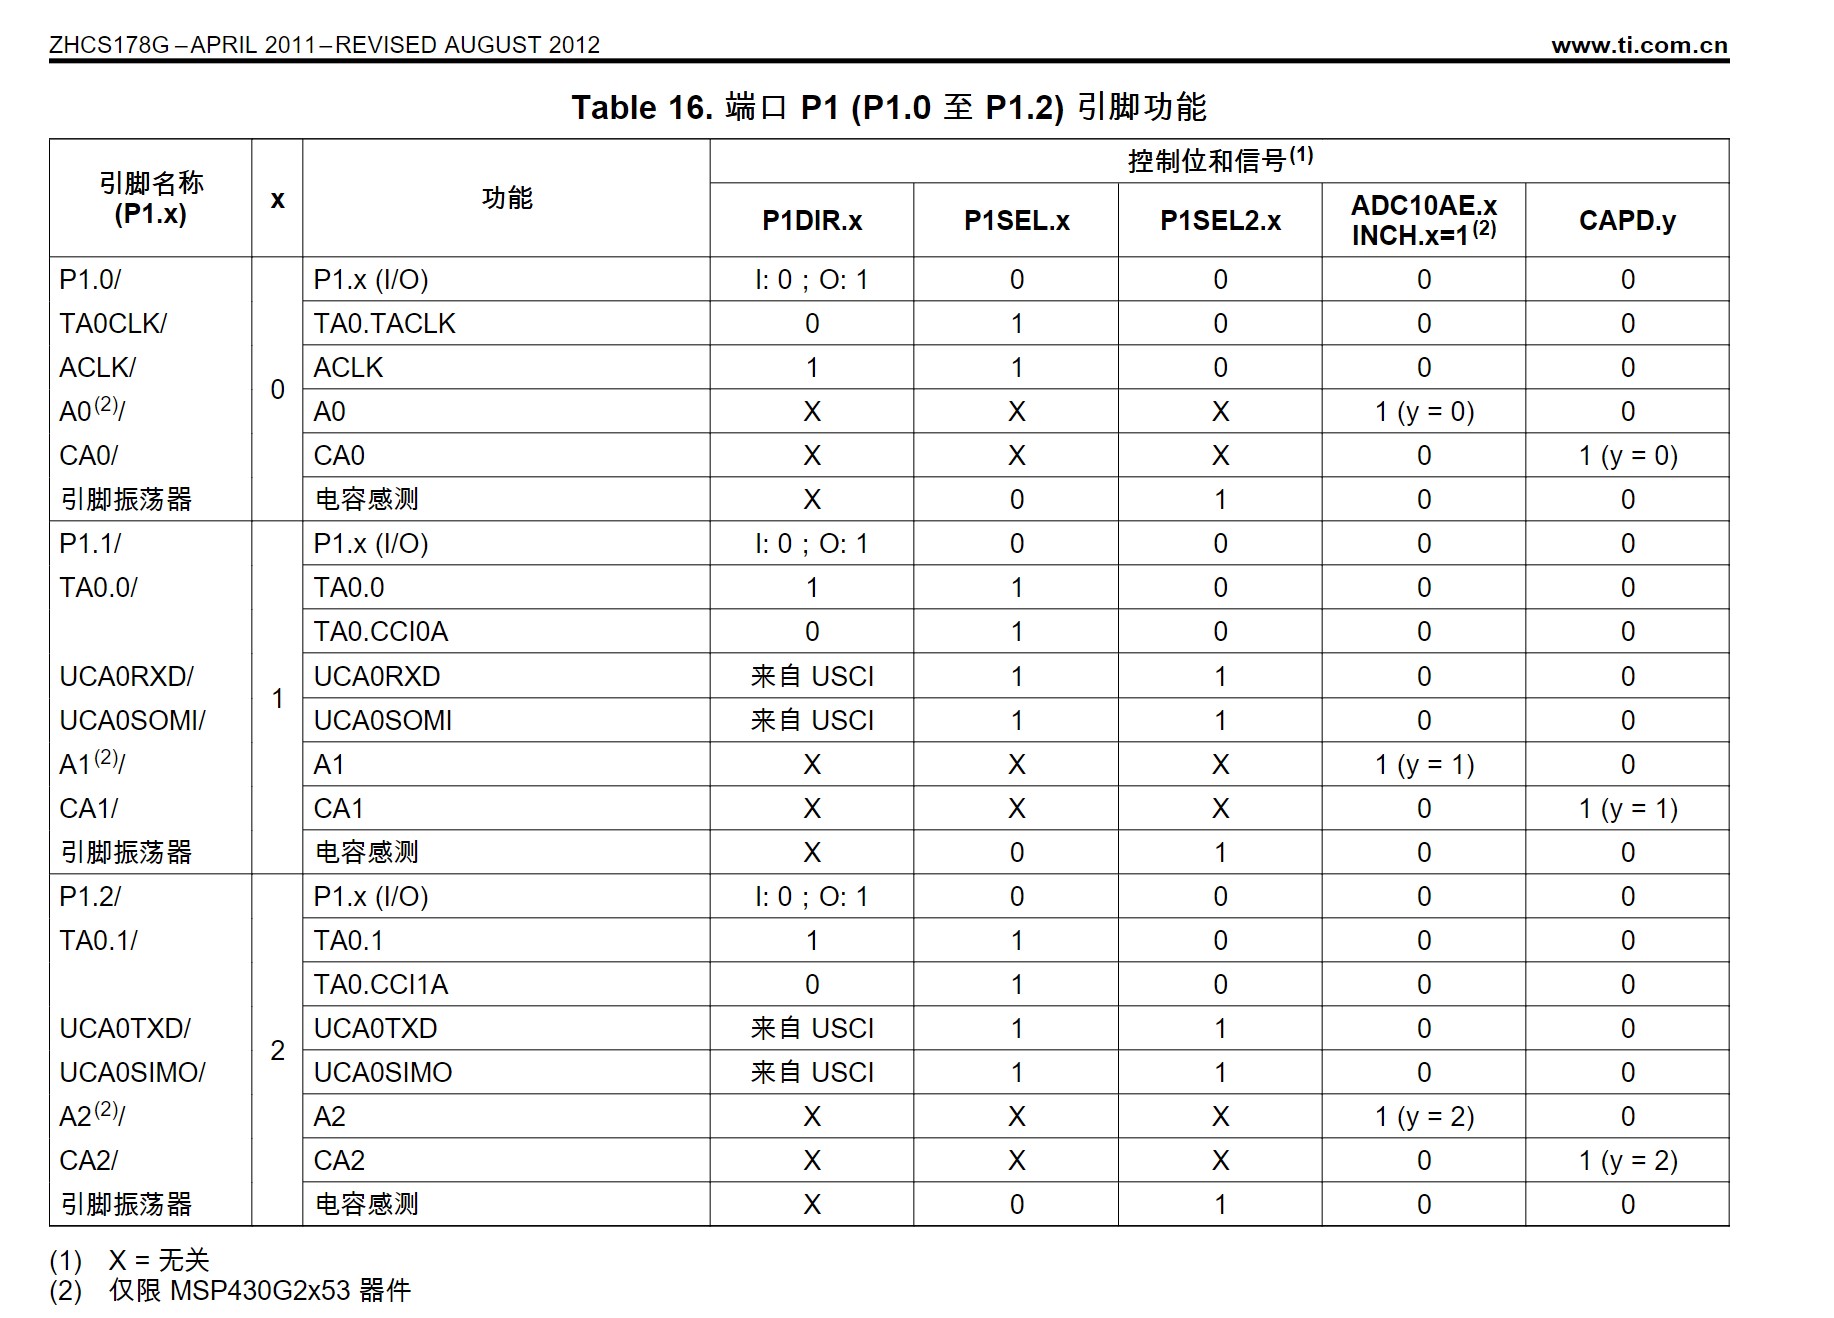 ZHCS178G –APRIL 2011–REVISED AUGUST 2012 www.ti.com.cn
Table 16. 端口 P1 (P1.0 至 P1.2) 引脚功能
引脚名称 (P1.x) x 功能 控制位和信号(1)
P1DIR.x P1SEL.x P1SEL2.x ADC10AE.x INCH.x=1(2) CAPD.y
P1.0/ 0 P1.x (I/O) I: 0；O: 1 0 0 0 0
TA0CLK/ TA0.TACLK 0 1 0 0 0
ACLK/ ACLK 1 1 0 0 0
A0(2)/ A0 X X X 1 (y = 0) 0
CA0/ CA0 X X X 0 1 (y = 0)
引脚振荡器 电容感测 X 0 1 0 0
P1.1/ 1 P1.x (I/O) I: 0；O: 1 0 0 0 0
TA0.0/ TA0.0 1 1 0 0 0
TA0.CCI0A 0 1 0 0 0
UCA0RXD/ UCA0RXD 来自 USCI 1 1 0 0
UCA0SOMI/ UCA0SOMI 来自 USCI 1 1 0 0
A1(2)/ A1 X X X 1 (y = 1) 0
CA1/ CA1 X X X 0 1 (y = 1)
引脚振荡器 电容感测 X 0 1 0 0
P1.2/ 2 P1.x (I/O) I: 0；O: 1 0 0 0 0
TA0.1/ TA0.1 1 1 0 0 0
TA0.CCI1A 0 1 0 0 0
UCA0TXD/ UCA0TXD 来自 USCI 1 1 0 0
UCA0SIMO/ UCA0SIMO 来自 USCI 1 1 0 0
A2(2)/ A2 X X X 1 (y = 2) 0
CA2/ CA2 X X X 0 1 (y = 2)
引脚振荡器 电容感测 X 0 1 0 0
(1) X = 无关
(2) 仅限 MSP430G2x53 器件